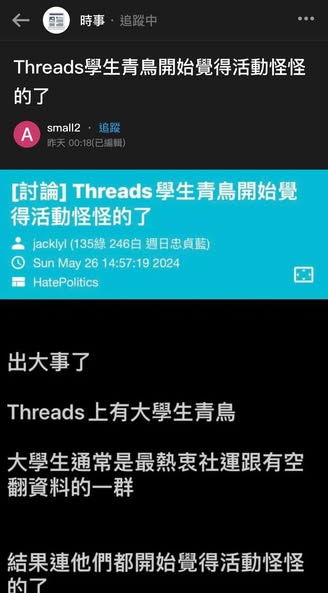 時事 · 追蹤中
Threads學生青鳥開始覺得活動怪怪
的了
A
small2 · 追蹤
昨天 00:18(已編輯)
[討論] Threads 學生青鳥開始覺
得活動怪怪的了
jacklyl (135綠 246白 週日忠貞藍)
Sun May 26 14:57:19 2024
HatePolitics
出大事了
Threads 上有大學生青鳥
大學生通常是最熱衷社運跟有空
翻資料的一群
結果連他們都開始覺得活動怪怪
的了